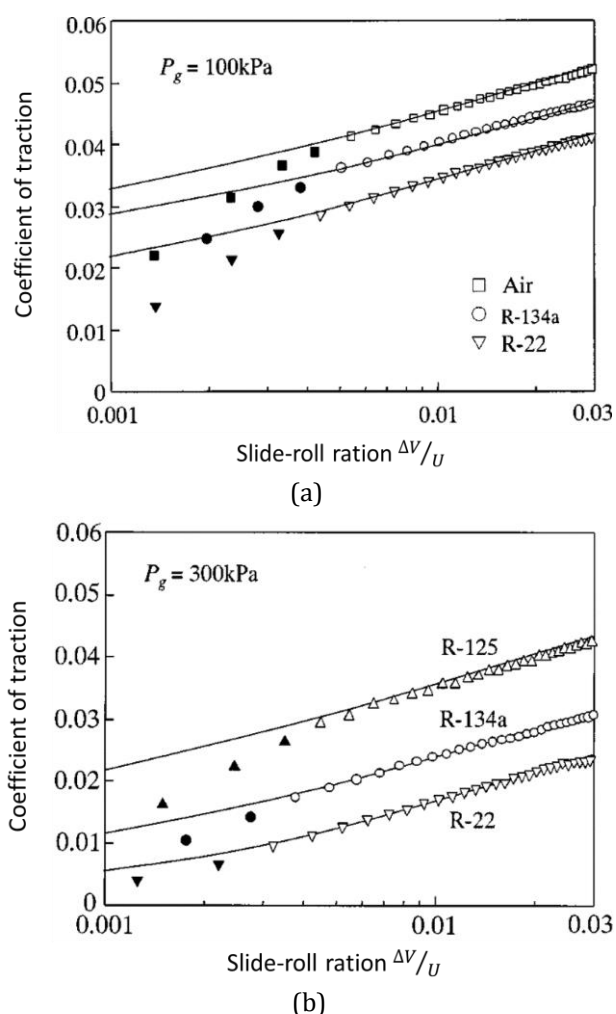 0.06
P_g = 100kPa
0.05
0.04
0.03
0.02
0.01
0
Air
R-134a
R-22
0.001
0.01
0.03
Coefficient of traction
Slide-roll ration ΔV/U
(a)
0.06
P_g = 300kPa
0.05
0.04
0.03
0.02
0.01
0
R-125
R-134a
R-22
0.001
0.01
0.03
Coefficient of traction
Slide-roll ration ΔV/U
(b)